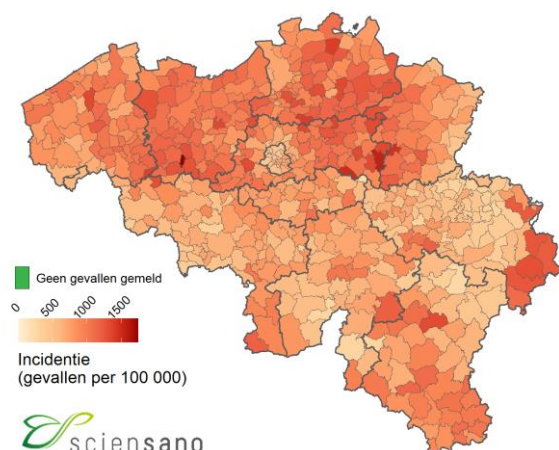 Geen gevallen gemeld
0 500 1000 1500
Incidentie
(gevallen per 100 000)
sciensano